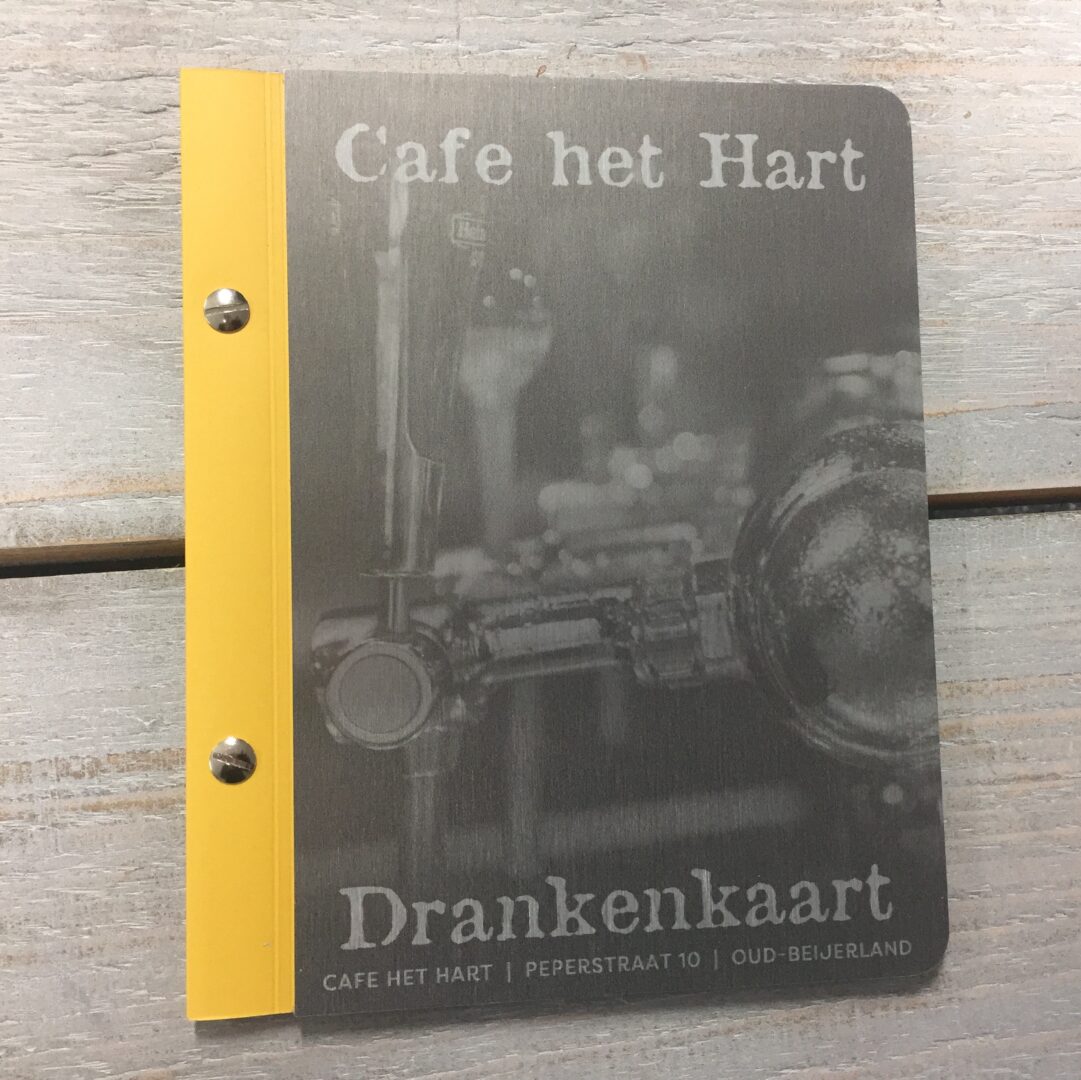 Cafe het Hart
Drankenkaart
CAFE HET HART | PEPERSTRAAT 10 | OUD-BEIJERLAND